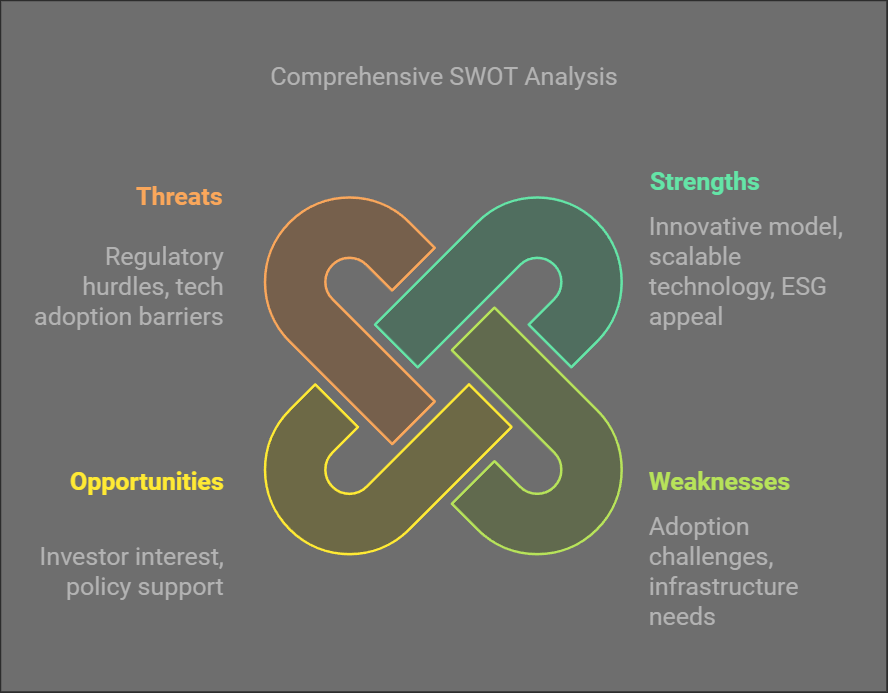 Comprehensive SWOT Analysis
Threats
Regulatory
hurdles, tech
adoption barriers
Strengths
Innovative model,
scalable
technology, ESG
appeal
Opportunities
Investor interest,
policy support
Weaknesses
Adoption
challenges,
infrastructure
needs